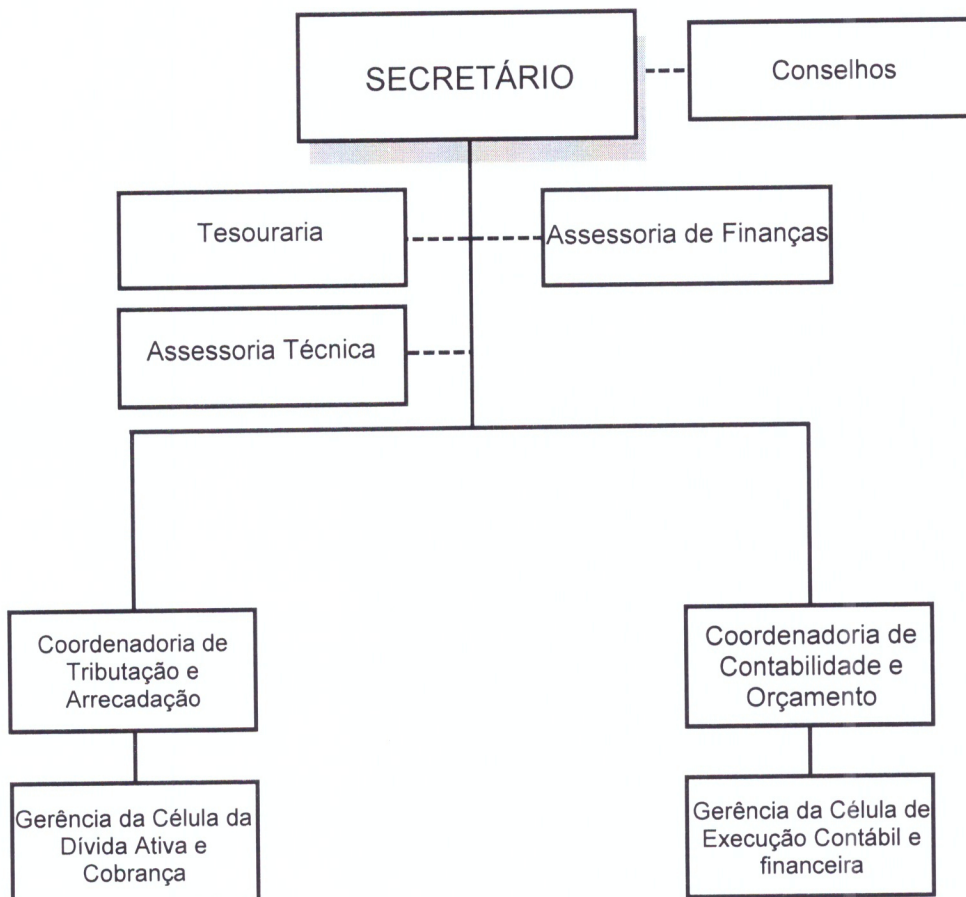 SECRETÁRIO
Conselhos
Tesouraria
Assessoria de Finanças
Assessoria Técnica
Coordenadoria de
Tributação e
Arrecadação
Coordenadoria de
Contabilidade e
Orçamento
Gerência da Célula da
Dívida Ativa e
Cobrança
Gerência da Célula de
Execução Contábil e
financeira